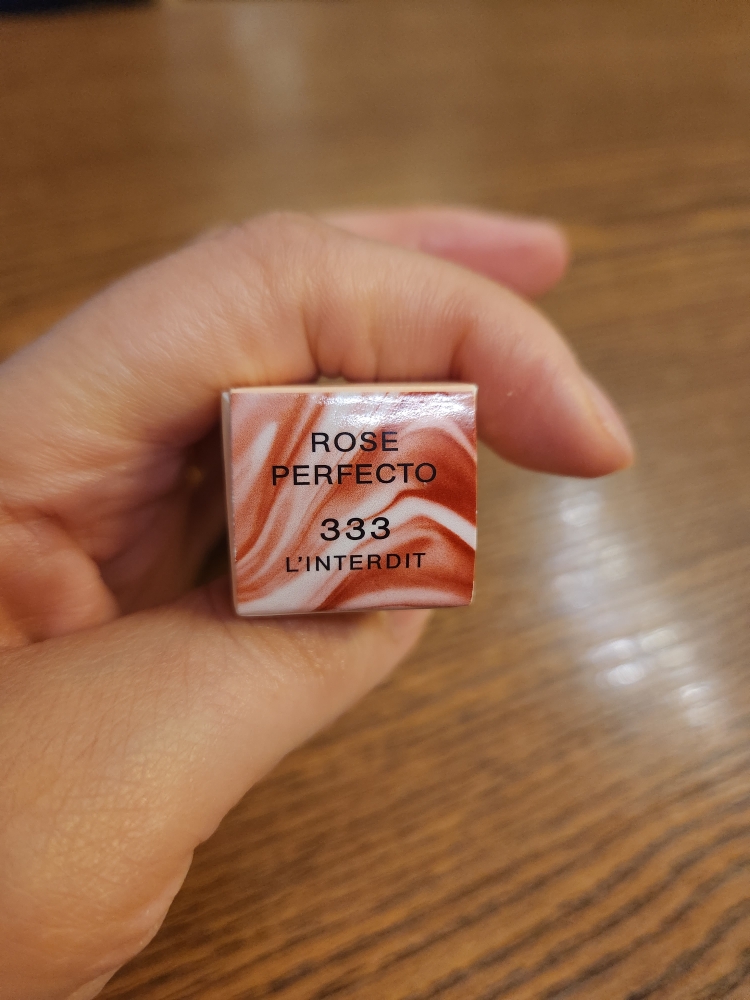 ROSE
PERFECTO
333
L'INTERDIT